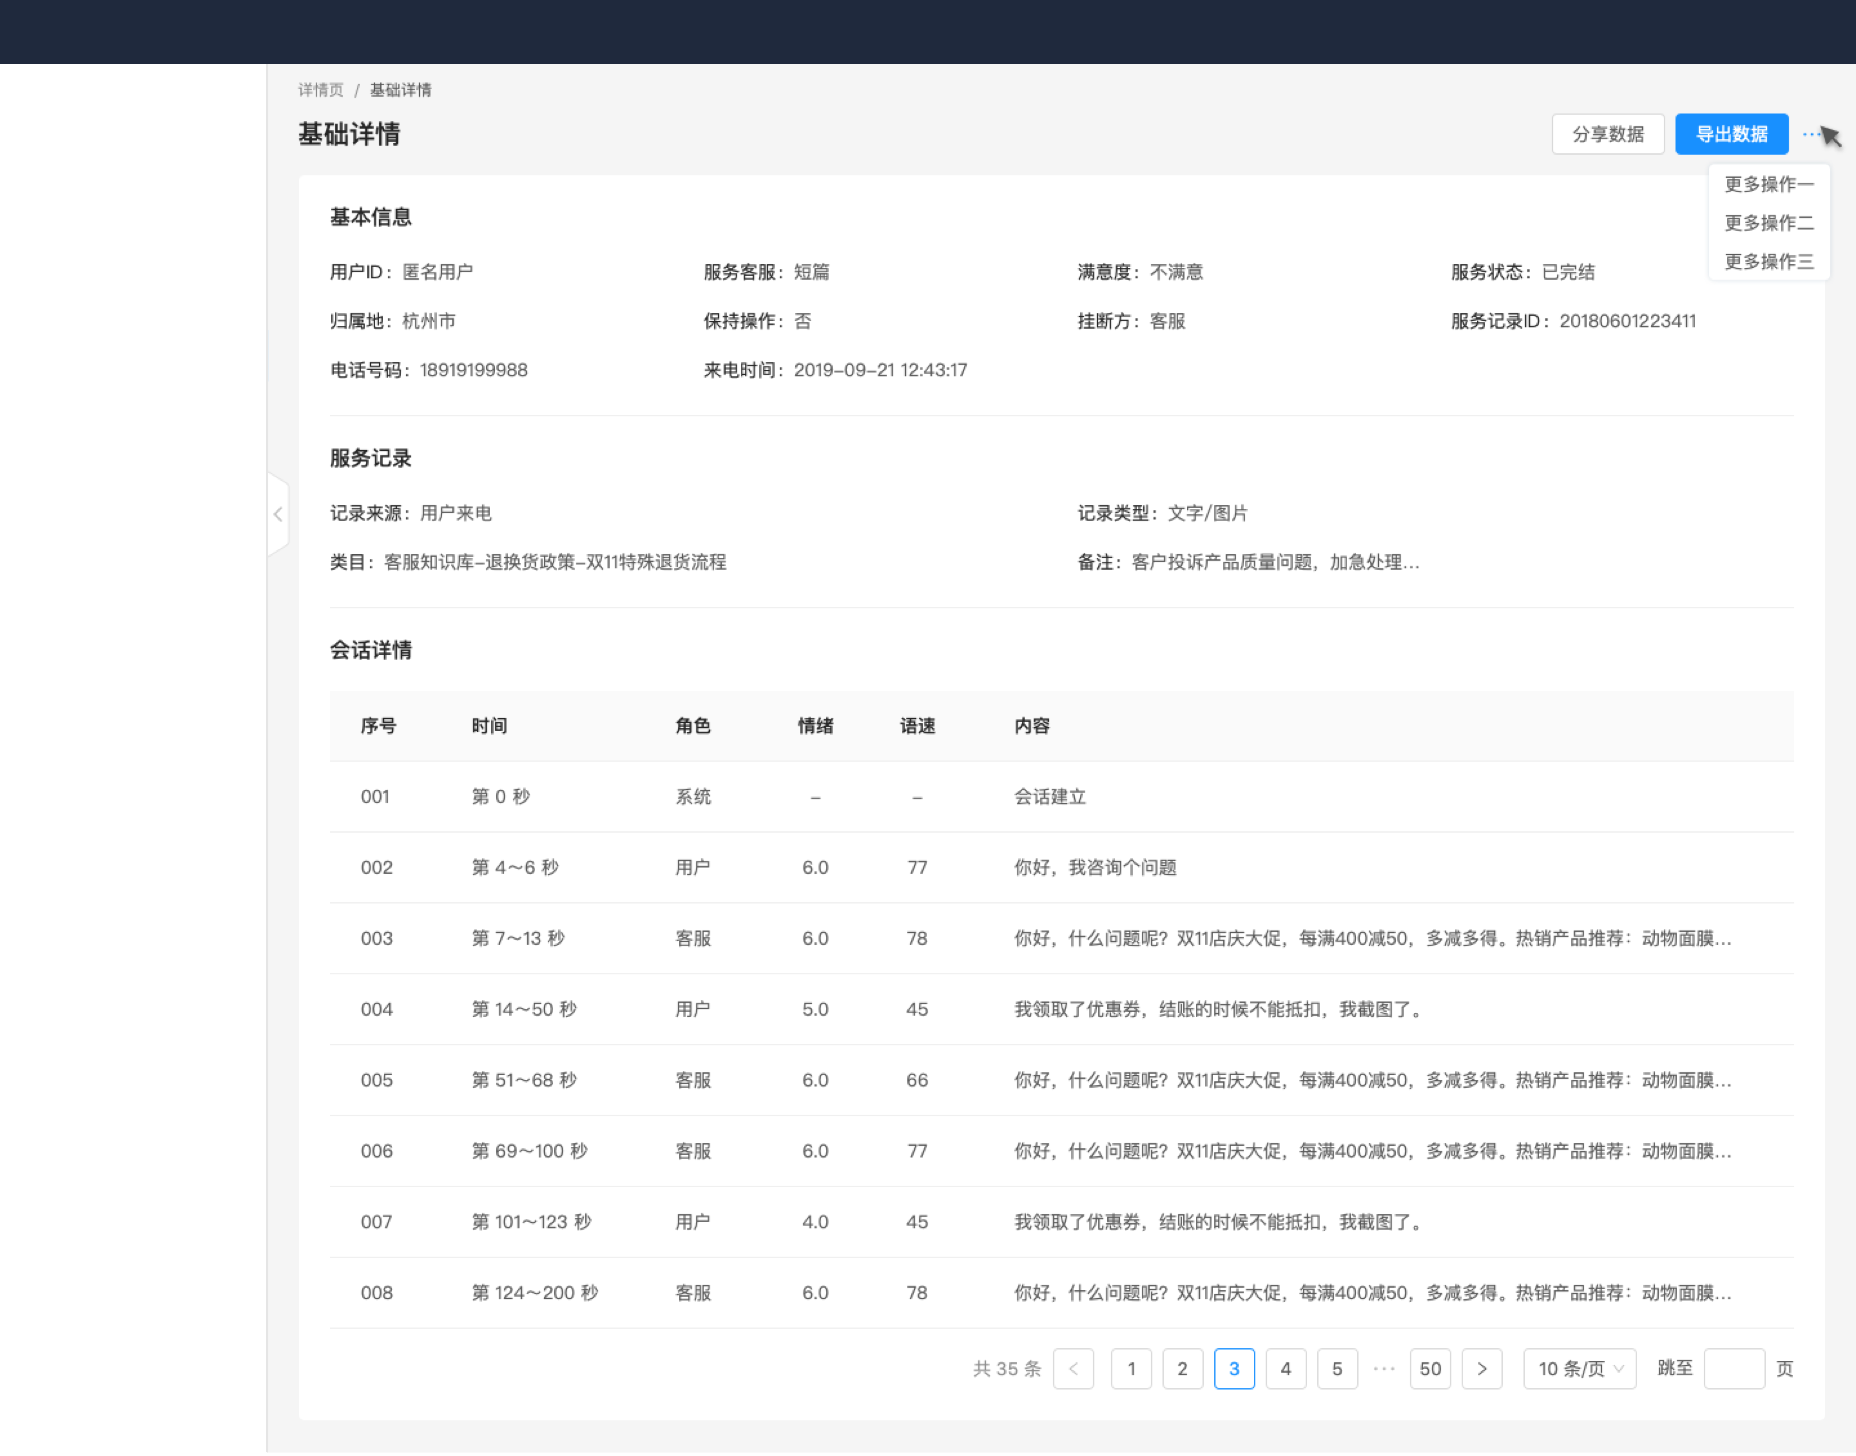 详情页 / 基础详情
基础详情
分享数据 导出数据 ···
更多操作一
更多操作二
更多操作三
基本信息
用户ID：匿名用户 服务客服：短篇 满意度：不满意 服务状态：已完结
归属地：杭州市 保持操作：否 挂断方：客服 服务记录ID：20180601223411
电话号码：18919199988 来电时间：2019-09-21 12:43:17
服务记录
记录来源：用户来电 记录类型：文字/图片
类目：客服知识库-退换货政策-双11特殊退货流程 备注：客户投诉产品质量问题，加急处理...
会话详情
序号 时间 角色 情绪 语速 内容
001 第 0 秒 系统 - - 会话建立
002 第 4～6 秒 用户 6.0 77 你好，我咨询个问题
003 第 7～13 秒 客服 6.0 78 你好，什么问题呢？双11店庆大促，每满400减50，多减多得。热销产品推荐：动物面膜...
004 第 14～50 秒 用户 5.0 45 我领取了优惠券，结账的时候不能抵扣，我截图了。
005 第 51～68 秒 客服 6.0 66 你好，什么问题呢？双11店庆大促，每满400减50，多减多得。热销产品推荐：动物面膜...
006 第 69～100 秒 客服 6.0 77 你好，什么问题呢？双11店庆大促，每满400减50，多减多得。热销产品推荐：动物面膜...
007 第 101～123 秒 用户 4.0 45 我领取了优惠券，结账的时候不能抵扣，我截图了。
008 第 124～200 秒 客服 6.0 78 你好，什么问题呢？双11店庆大促，每满400减50，多减多得。热销产品推荐：动物面膜...
共 35 条 < 1 2 3 4 5 ··· 50 > 10 条/页 跳至 页